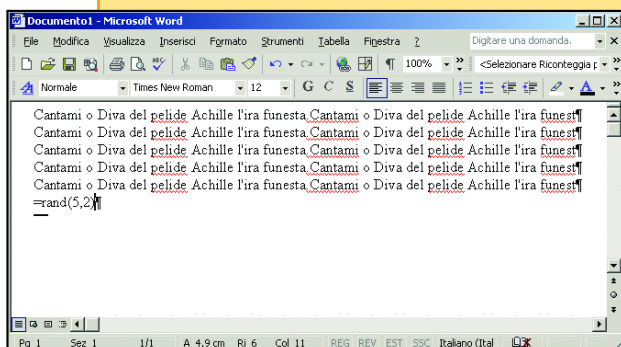 Documento1 - Microsoft Word
File Modifica Visualizza Inserisci Formato Strumenti Tabella Finestra ? Digitare una domanda.
100% <Selezionare Riconteggia p
Normale Times New Roman 12 G C S A
Cantami o Diva del pelide Achille l'ira funesta.Cantami o Diva del pelide Achille l'ira funest¶
Cantami o Diva del pelide Achille l'ira funesta.Cantami o Diva del pelide Achille l'ira funest¶
Cantami o Diva del pelide Achille l'ira funesta.Cantami o Diva del pelide Achille l'ira funest¶
Cantami o Diva del pelide Achille l'ira funesta.Cantami o Diva del pelide Achille l'ira funest¶
Cantami o Diva del pelide Achille l'ira funesta.Cantami o Diva del pelide Achille l'ira funest¶
=rand(5,2)¶
Pg 1 Sez 1 1/1 A 4,9 cm Ri 6 Col 11 REG REV EST SSC Italiano (Ital